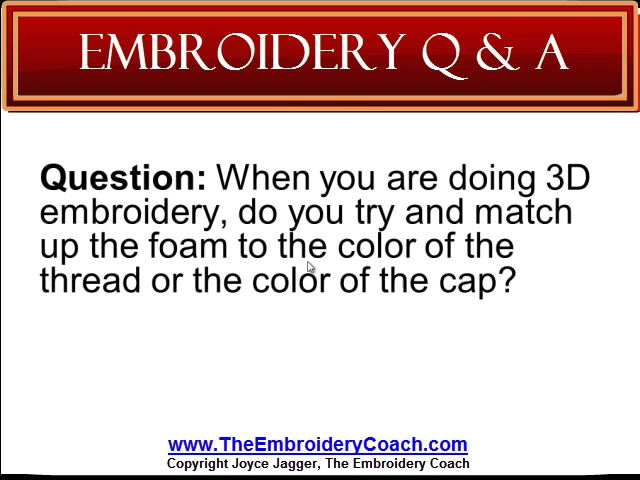 EMBROIDERY Q & A
Question: When you are doing 3D
embroidery, do you try and match
up the foam to the color of the
thread or the color of the cap?
www.TheEmbroideryCoach.com
Copyright Joyce Jagger, The Embroidery Coach